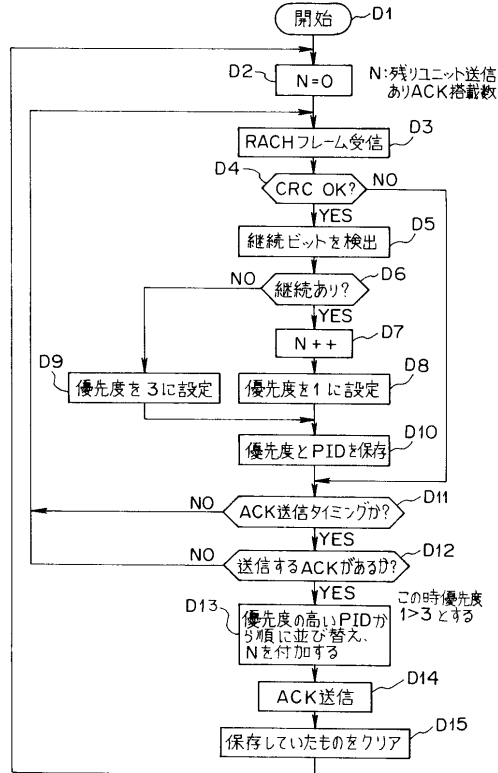 開始
D1
D2
N=0
N:残りユニット送信
ありACK搭載数
D3
RACHフレーム受信
D4
CRC OK?
NO
YES
D5
継続ビットを検出
D6
NO
継続あり?
YES
D7
N++
D9
D8
優先度を3に設定
優先度を1に設定
D10
優先度とPIDを保存
D11
NO
ACK送信タイミングか?
YES
D12
NO
送信するACKがあるか?
YES
この時優先度
1>3とする
D13
優先度の高いPIDか
ら順に並び替え、
Nを付加する
D14
ACK送信
D15
保存していたものをクリア